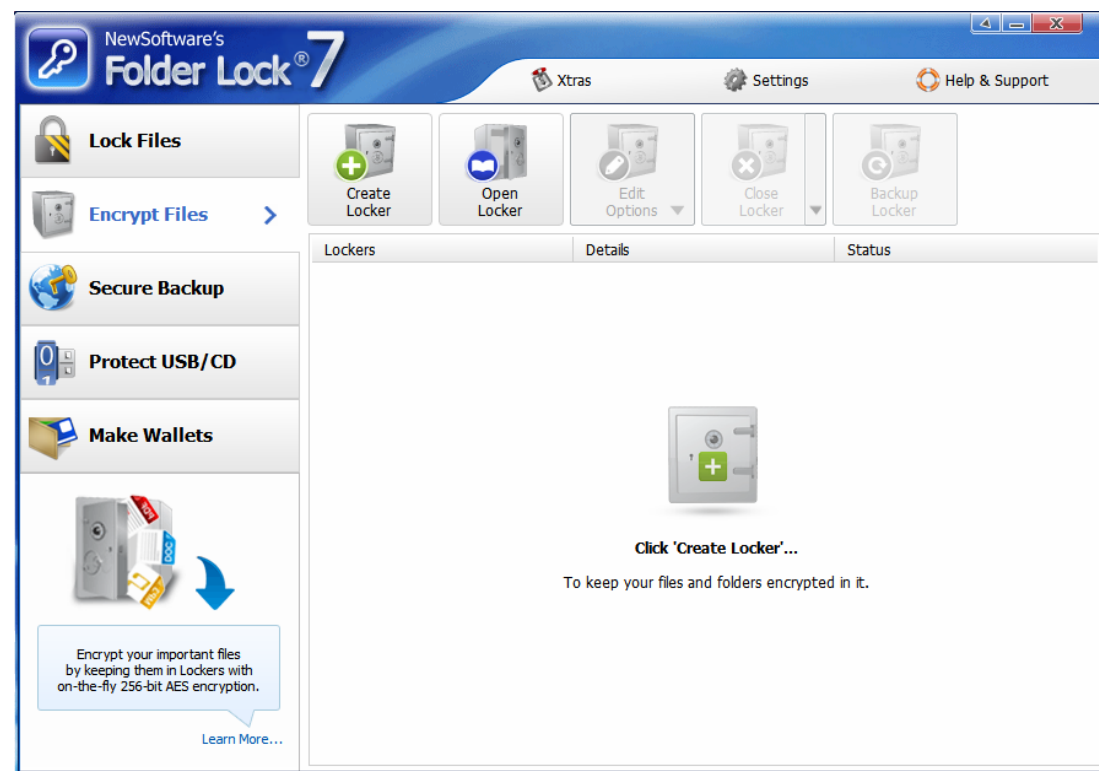 NewSoftware's
Folder Lock®7
Xtras
Settings
Help & Support
Lock Files
Encrypt Files
Secure Backup
Protect USB/CD
Make Wallets
Create
Locker
Open
Locker
Edit
Options
Close
Locker
Backup
Locker
Lockers
Details
Status
Click 'Create Locker'...
To keep your files and folders encrypted in it.
PDF
DOC
Encrypt your important files
by keeping them in Lockers with
on-the-fly 256-bit AES encryption.
Learn More...